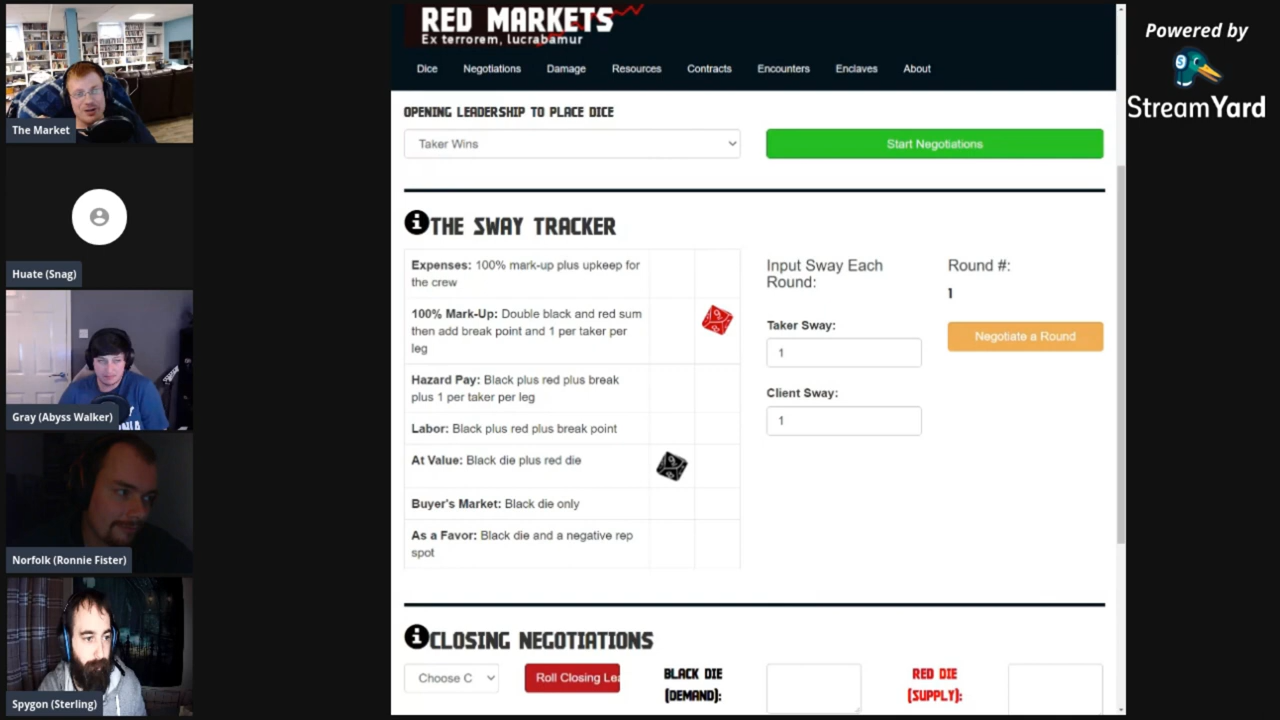 RED MARKETS
Ex terrorem, lucrabamur
Dice Negotiations Damage Resources Contracts Encounters Enclaves About
OPENING LEADERSHIP TO PLACE DICE
Taker Wins
Start Negotiations
THE SWAY TRACKER
Expenses: 100% mark-up plus upkeep for
the crew
100% Mark-Up: Double black and red sum
then add break point and 1 per taker per
leg
Hazard Pay: Black plus red plus break
plus 1 per taker per leg
Labor: Black plus red plus break point
At Value: Black die plus red die
Buyer's Market: Black die only
As a Favor: Black die and a negative rep
spot
Input Sway Each
Round:
Taker Sway:
1
Client Sway:
1
Round #:
1
Negotiate a Round
CLOSING NEGOTIATIONS
Choose C
Roll Closing Lea
BLACK DIE
(DEMAND):
RED DIE
(SUPPLY):
The Market
Huate (Snag)
Gray (Abyss Walker)
Norfolk (Ronnie Fister)
Spygon (Sterling)
Powered by
StreamYard